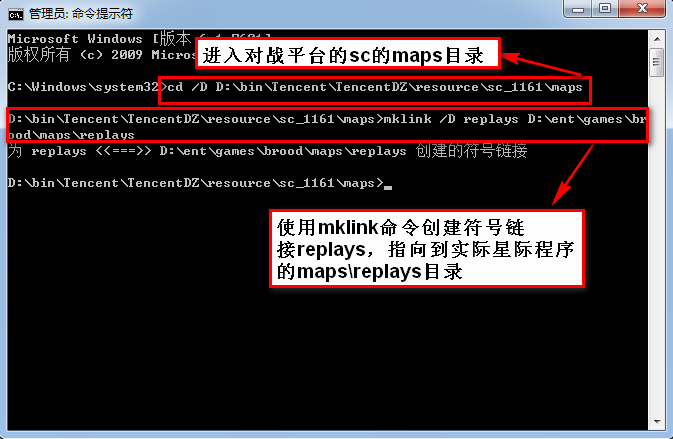 管理员: 命令提示符
Microsoft Windows [版本 6.1.7601]
版权所有 (c) 2009 Micros
进入对战平台的sc的maps目录
C:\Windows\system32>cd /D D:\bin\Tencent\TencentDZ\resource\sc_1161\maps
D:\bin\Tencent\TencentDZ\resource\sc_1161\maps>mklink /D replays D:\ent\games\br
ood\maps\replays
为 replays <<===>> D:\ent\games\brood\maps\replays 创建的符号链接
D:\bin\Tencent\TencentDZ\resource\sc_1161\maps>
使用mklink命令创建符号链
接replays，指向到实际星际程序
的maps\replays目录